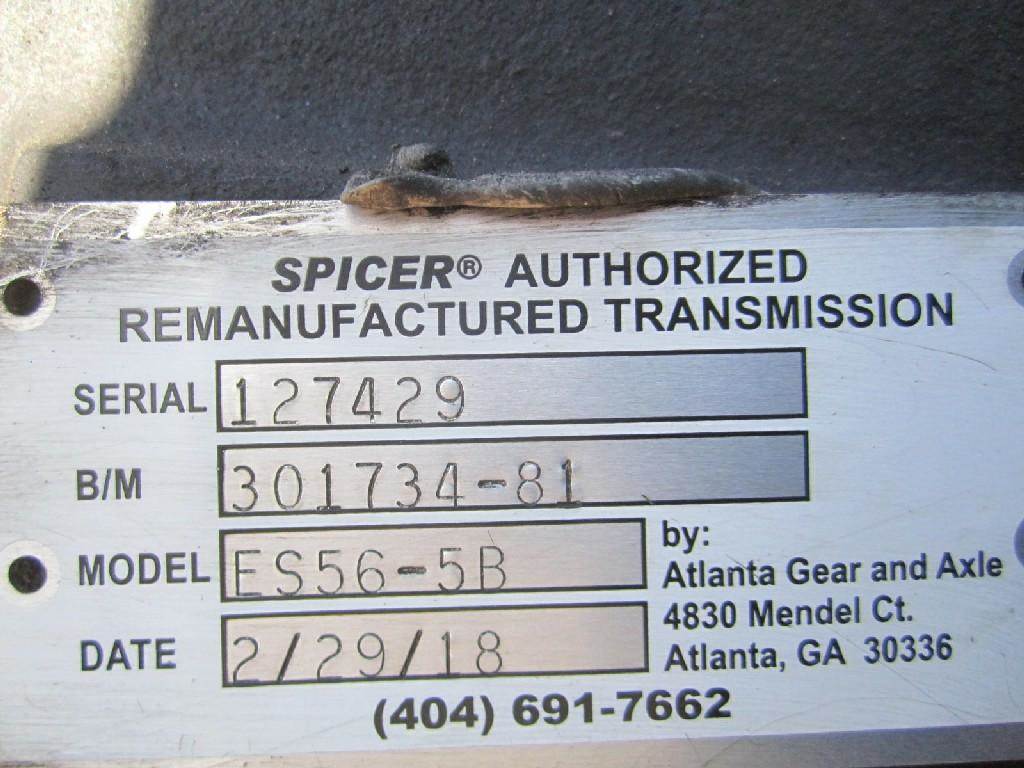 SPICER® AUTHORIZED
REMANUFACTURED TRANSMISSION
SERIAL 127429
B/M 301734-81
MODEL ES56-5B
DATE 2/29/18
by:
Atlanta Gear and Axle
4830 Mendel Ct.
Atlanta, GA 30336
(404) 691-7662